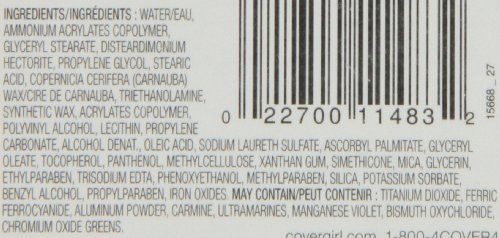 INGREDIENTS/INGRÉDIENTS: WATER/EAU,
AMMONIUM ACRYLATES COPOLYMER,
GLYCERYL STEARATE, DISTEARDIMONIUM
HECTORITE, PROPYLENE GLYCOL, STEARIC
ACID, COPERNICIA CERIFERA (CARNAUBA)
WAX/CIRE DE CARNAUBA, TRIETHANOLAMINE,
SYNTHETIC WAX, ACRYLATES COPOLYMER,
POLYVINYL ALCOHOL, LECITHIN, PROPYLENE
CARBONATE, ALCOHOL DENAT., OLEIC ACID, SODIUM LAURETH SULFATE, ASCORBYL PALMITATE, GLYCERYL
OLEATE, TOCOPHEROL, PANTHENOL, METHYLCELLULOSE, XANTHAN GUM, SIMETHICONE, MICA, GLYCERIN,
ETHYLPARABEN, TRISODIUM EDTA, PHENOXYETHANOL, METHYLPARABEN, SILICA, POTASSIUM SORBATE,
BENZYL ALCOHOL, PROPYLPARABEN, IRON OXIDES. MAY CONTAIN/PEUT CONTENIR : TITANIUM DIOXIDE, FERRIC
FERROCYANIDE, ALUMINUM POWDER, CARMINE, ULTRAMARINES, MANGANESE VIOLET, BISMUTH OXYCHLORIDE,
CHROMIUM OXIDE GREENS.
0 22700 11483 2
15668_27
covergirl.com 1-800-4COVER